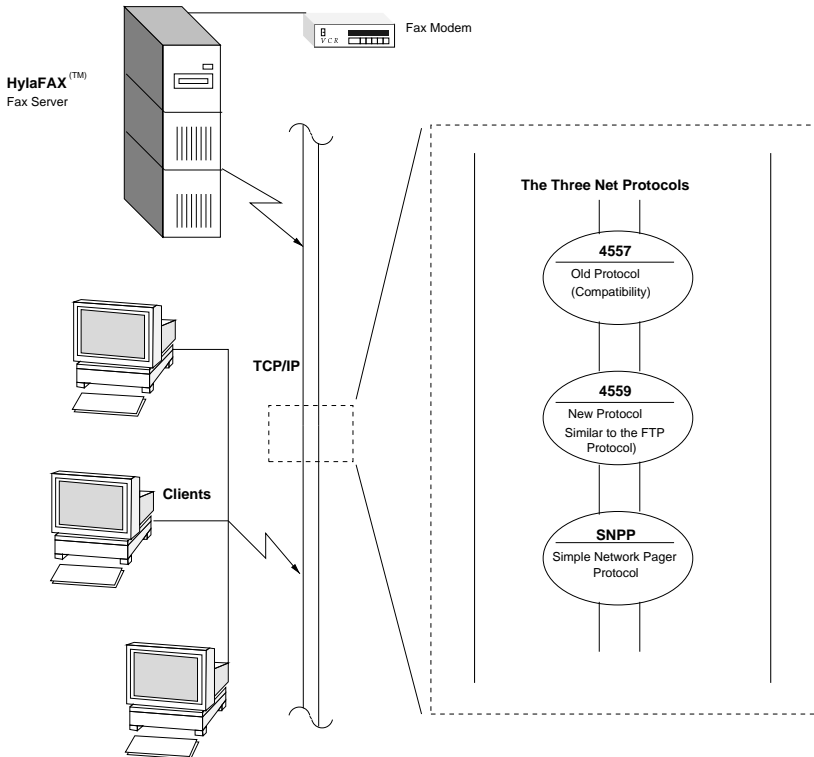 Fax Modem
VCR
HylaFAX (TM)
Fax Server
The Three Net Protocols
4557
Old Protocol
(Compatibility)
TCP/IP
4559
New Protocol
Similar to the FTP
Protocol)
Clients
SNPP
Simple Network Pager
Protocol